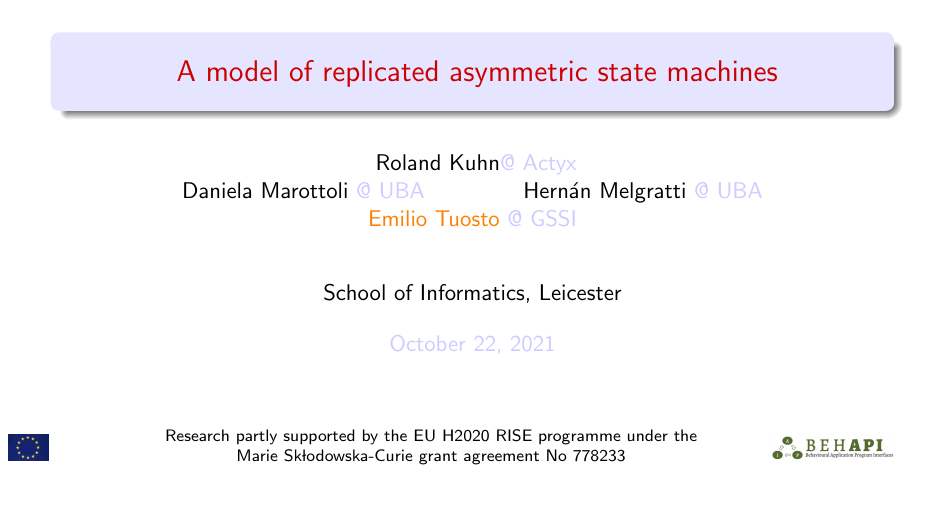 A model of replicated asymmetric state machines
Roland Kuhn@ Actyx
Daniela Marottoli @ UBA Hernán Melgratti @ UBA
Emilio Tuosto @ GSSI
School of Informatics, Leicester
October 22, 2021
Research partly supported by the EU H2020 RISE programme under the
Marie Skłodowska-Curie grant agreement No 778233
BEHAPI
Behavioural Application Program Interfaces